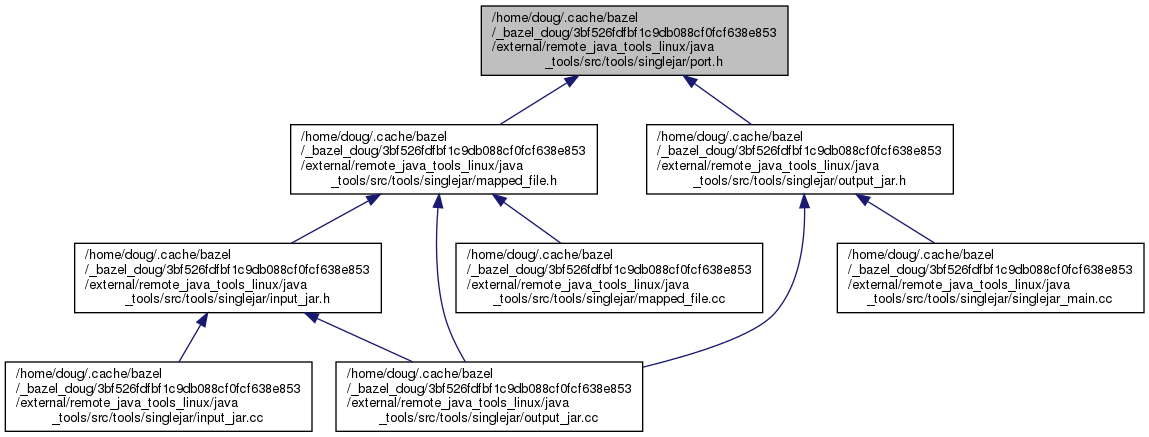 /home/doug/.cache/bazel
/_bazel_doug/3bf526fdfbf1c9db088cf0fcf638e853
/external/remote_java_tools_linux/java
_tools/src/tools/singlejar/port.h
/home/doug/.cache/bazel
/_bazel_doug/3bf526fdfbf1c9db088cf0fcf638e853
/external/remote_java_tools_linux/java
_tools/src/tools/singlejar/mapped_file.h
/home/doug/.cache/bazel
/_bazel_doug/3bf526fdfbf1c9db088cf0fcf638e853
/external/remote_java_tools_linux/java
_tools/src/tools/singlejar/output_jar.h
/home/doug/.cache/bazel
/_bazel_doug/3bf526fdfbf1c9db088cf0fcf638e853
/external/remote_java_tools_linux/java
_tools/src/tools/singlejar/input_jar.h
/home/doug/.cache/bazel
/_bazel_doug/3bf526fdfbf1c9db088cf0fcf638e853
/external/remote_java_tools_linux/java
_tools/src/tools/singlejar/mapped_file.cc
/home/doug/.cache/bazel
/_bazel_doug/3bf526fdfbf1c9db088cf0fcf638e853
/external/remote_java_tools_linux/java
_tools/src/tools/singlejar/singlejar_main.cc
/home/doug/.cache/bazel
/_bazel_doug/3bf526fdfbf1c9db088cf0fcf638e853
/external/remote_java_tools_linux/java
_tools/src/tools/singlejar/input_jar.cc
/home/doug/.cache/bazel
/_bazel_doug/3bf526fdfbf1c9db088cf0fcf638e853
/external/remote_java_tools_linux/java
_tools/src/tools/singlejar/output_jar.cc